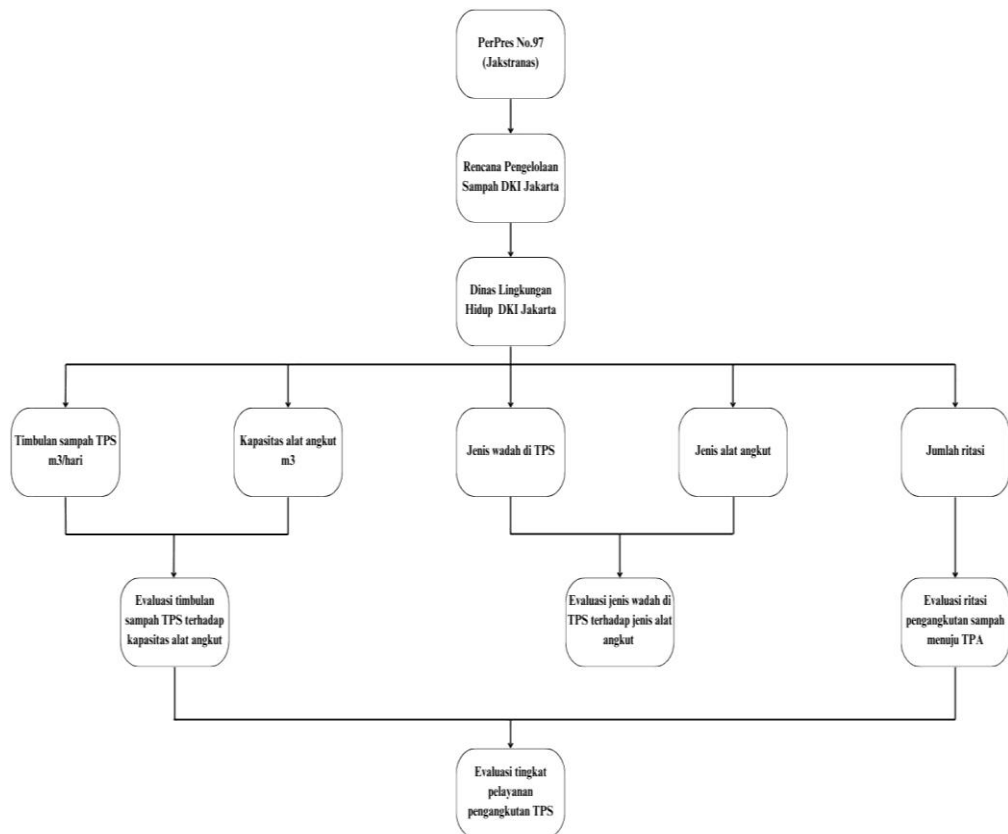 PerPres No.97
(Jakstranas)
Rencana Pengelolaan
Sampah DKI Jakarta
Dinas Lingkungan
Hidup DKI Jakarta
Timbulan sampah TPS
m3/hari
Kapasitas alat angkut
m3
Jenis wadah di TPS
Jenis alat angkut
Jumlah ritasi
Evaluasi timbulan
sampah TPS terhadap
kapasitas alat angkut
Evaluasi jenis wadah di
TPS terhadap jenis alat
angkut
Evaluasi ritasi
pengangkutan sampah
menuju TPA
Evaluasi tingkat
pelayanan
pengangkutan TPS